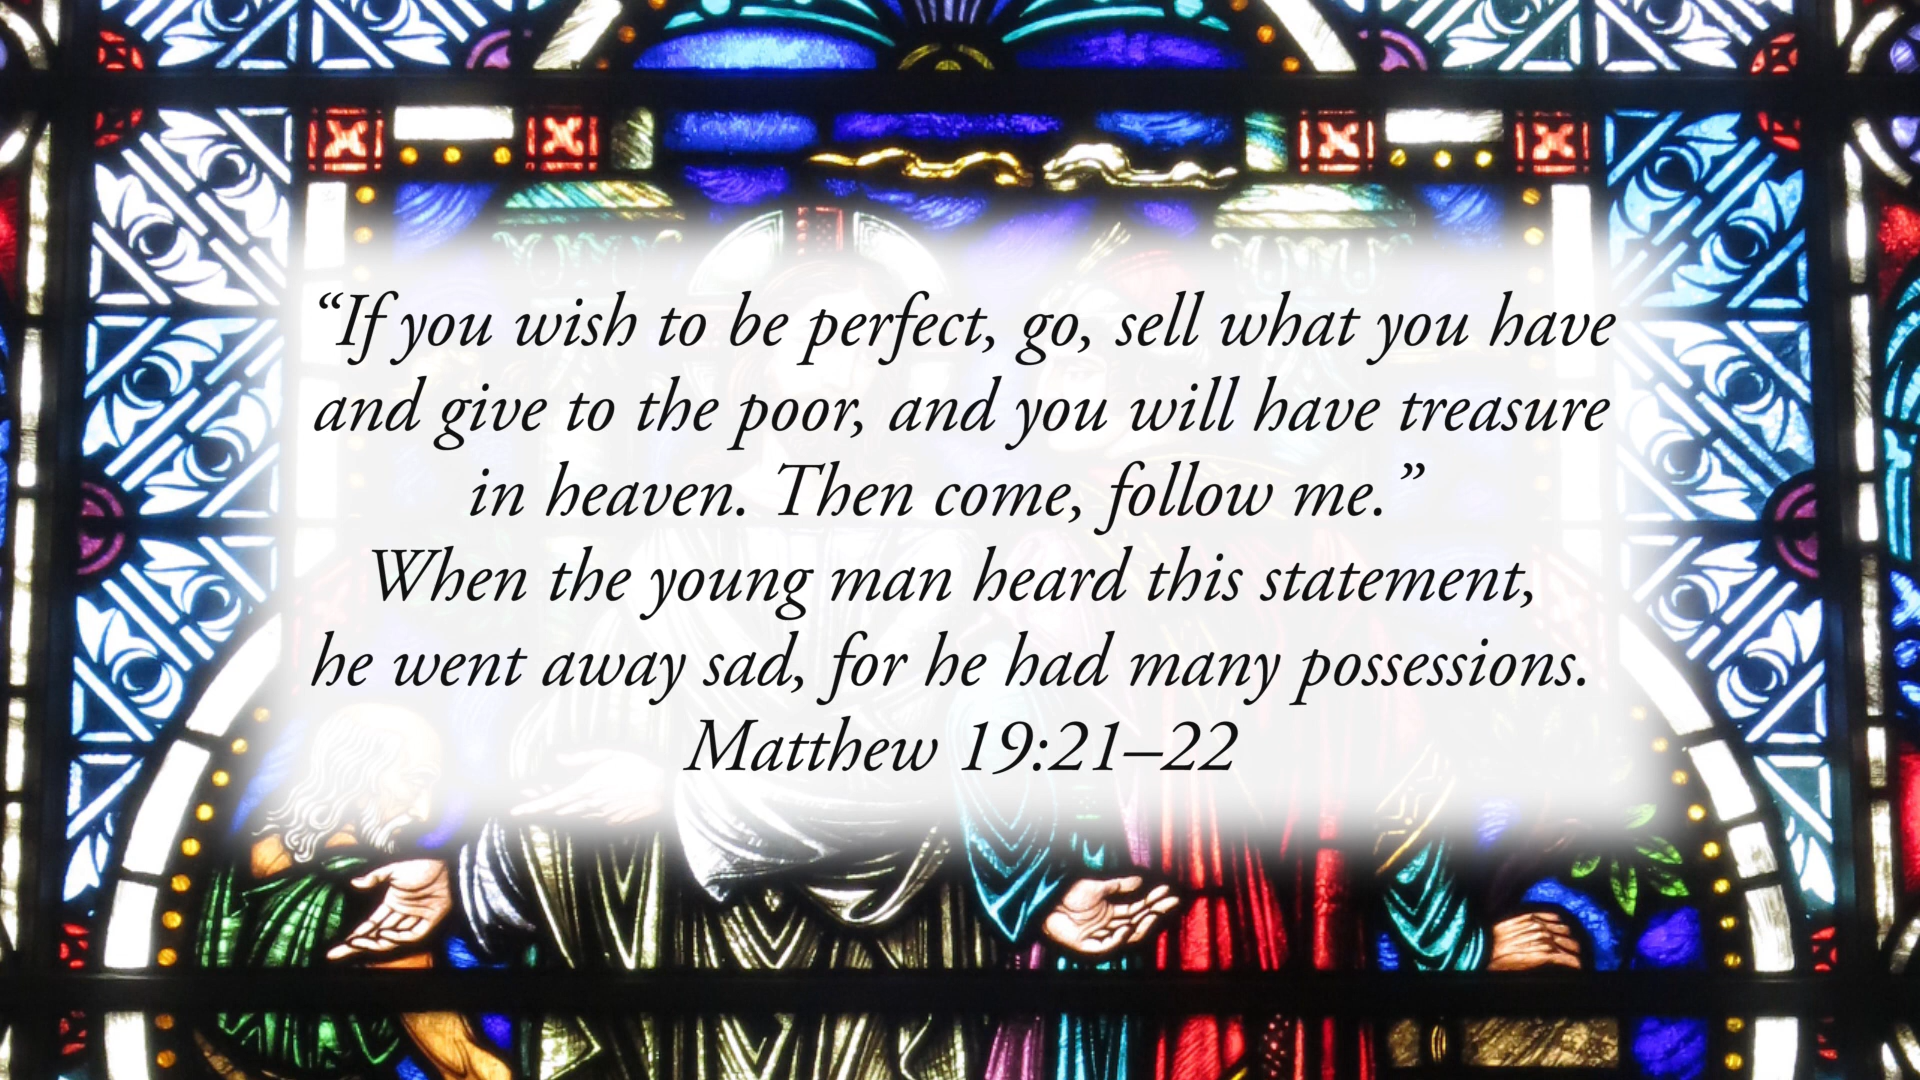 “If you wish to be perfect, go, sell what you have
and give to the poor, and you will have treasure
in heaven. Then come, follow me.”
When the young man heard this statement,
he went away sad, for he had many possessions.
Matthew 19:21–22